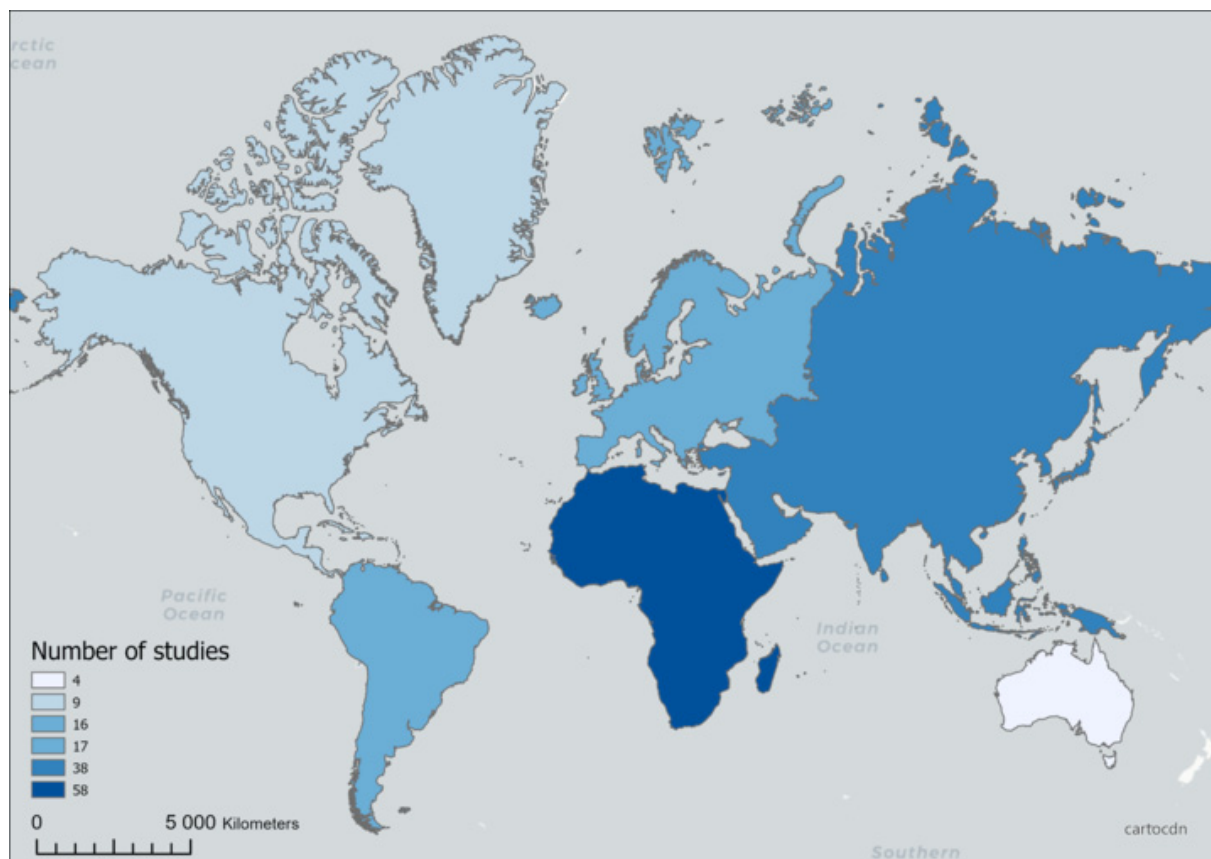 rctic
cean
Pacific
Ocean
Indian
Ocean
Number of studies
4
9
16
17
38
58
0 5 000 Kilometers
cartocdn
Southern